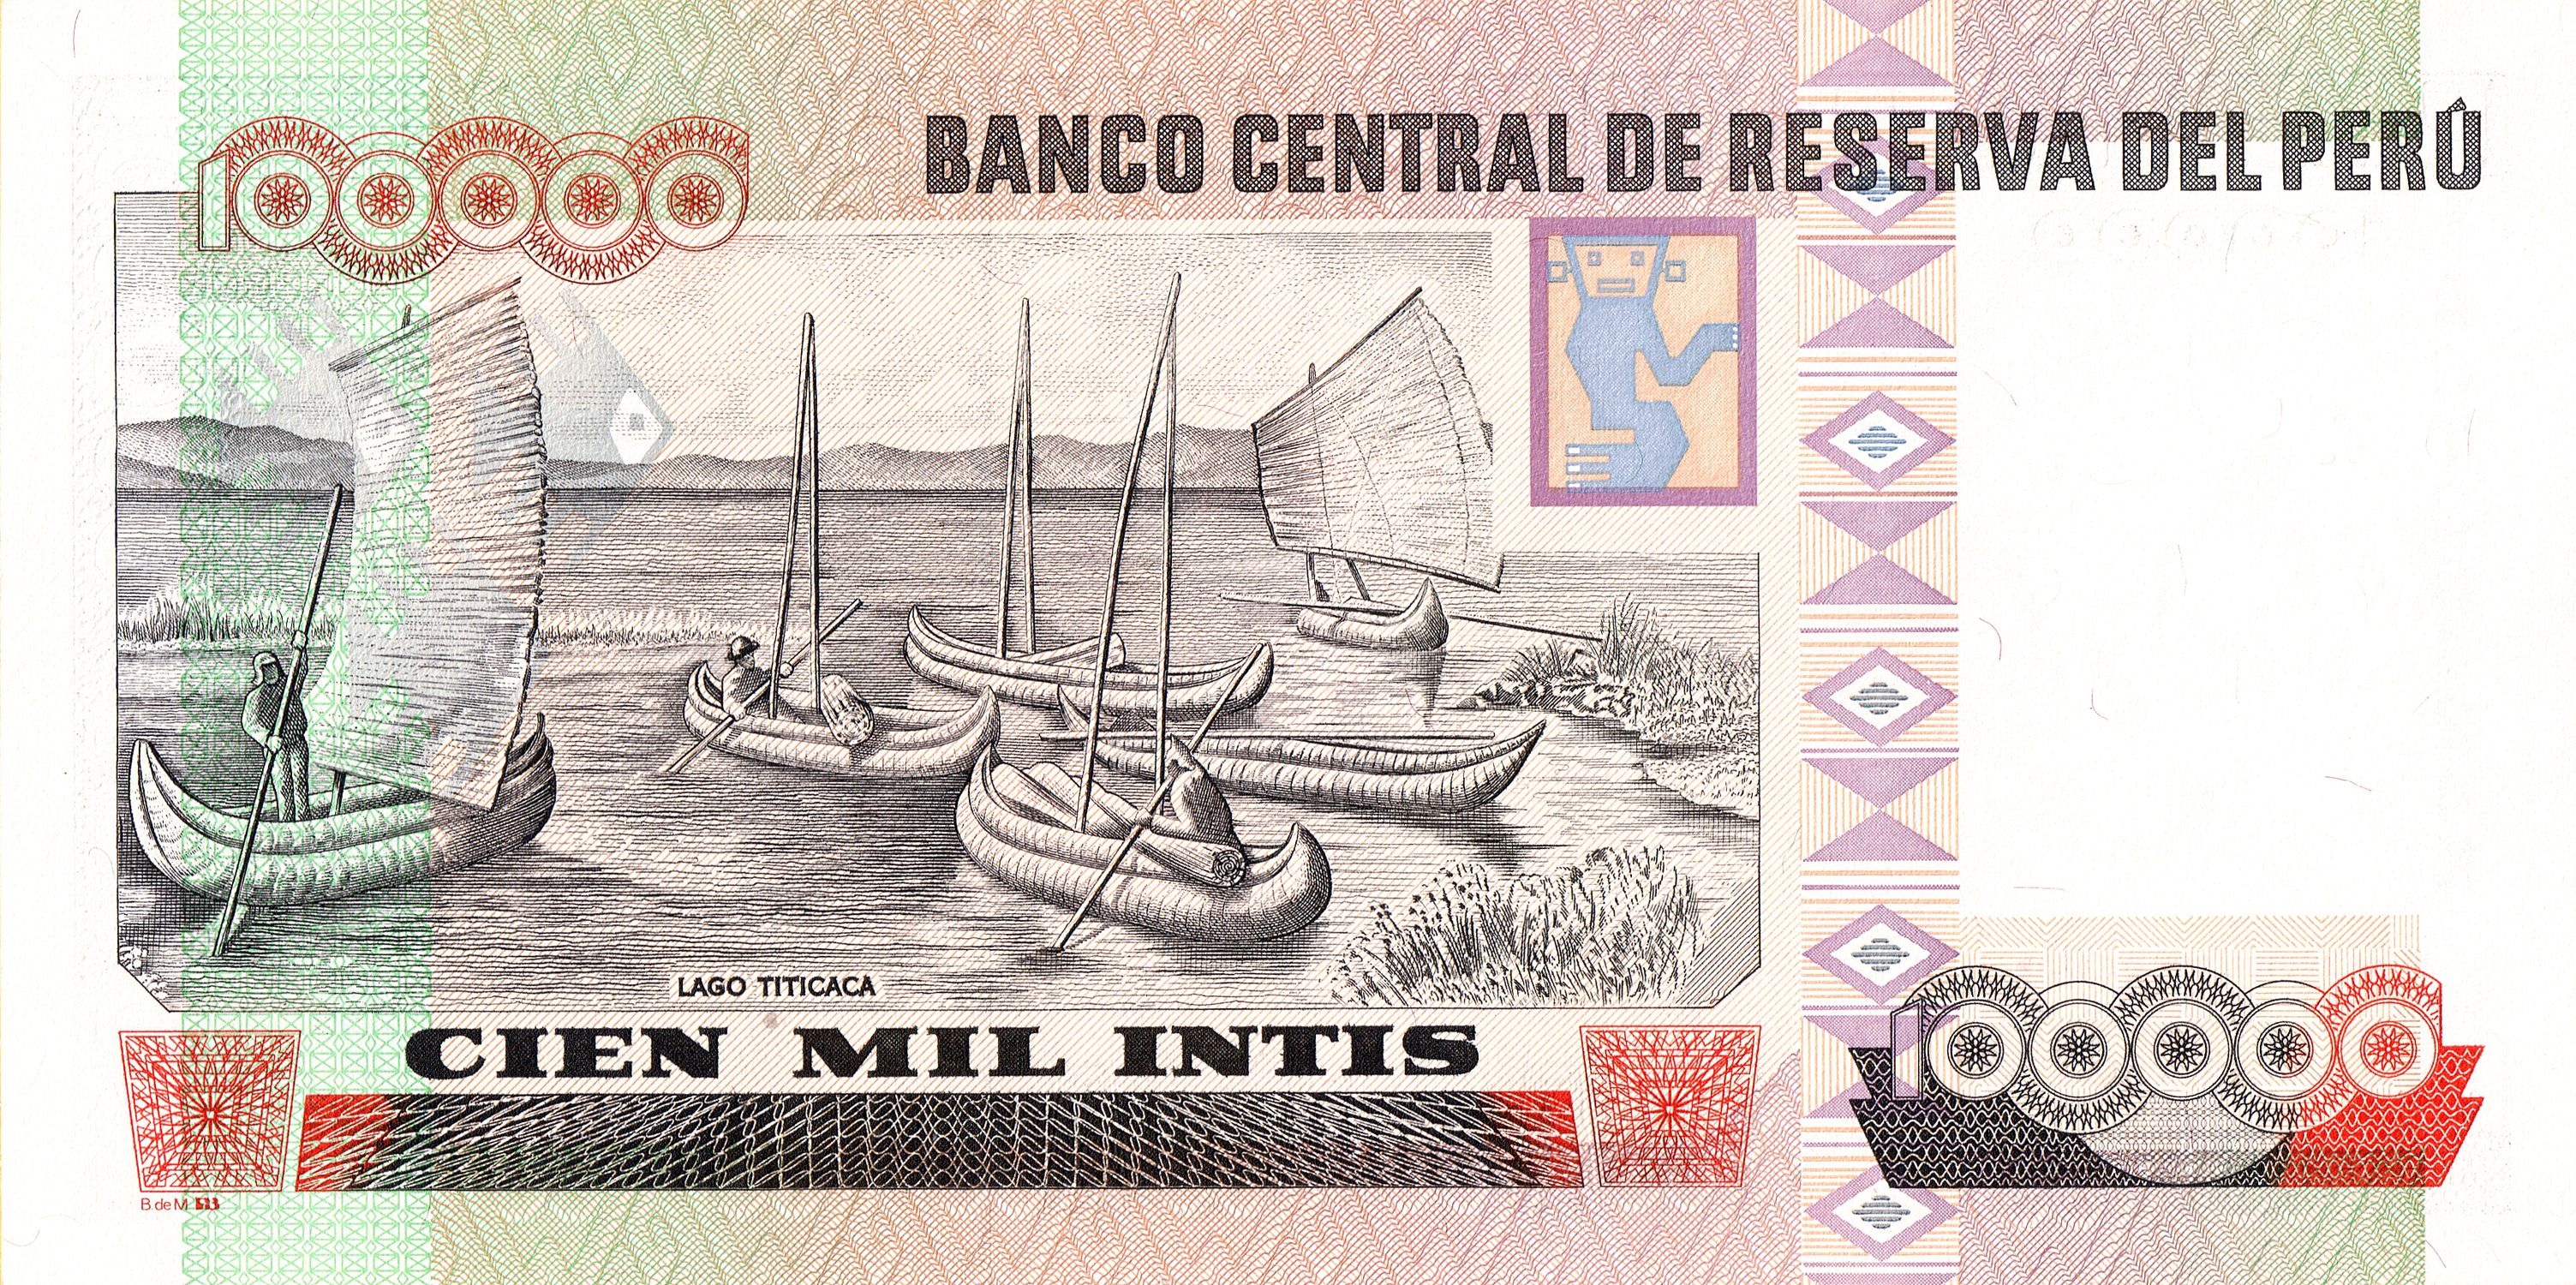 BANCO CENTRAL DE RESERVA DEL PERÚ
100000
LAGO TITICACA
CIEN MIL INTIS
100000
B. de M.